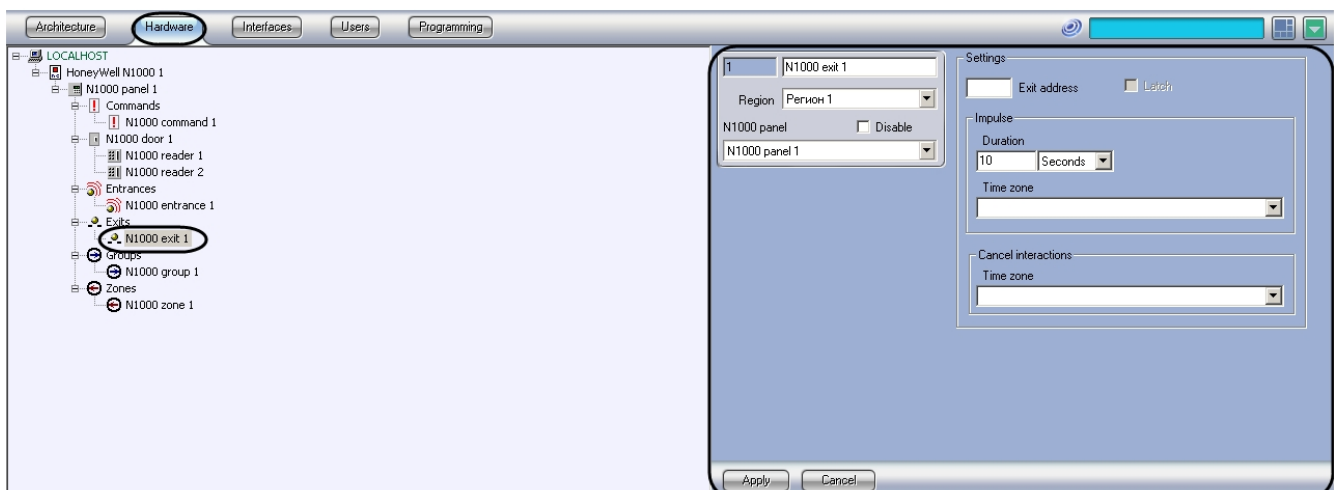 Architecture Hardware Interfaces Users Programming
LOCALHOST
HoneyWell N1000 1
N1000 panel 1
Commands
N1000 command 1
N1000 door 1
N1000 reader 1
N1000 reader 2
Entrances
N1000 entrance 1
Exits
N1000 exit 1
Groups
N1000 group 1
Zones
N1000 zone 1
1 N1000 exit 1
Region Регион 1
N1000 panel Disable
N1000 panel 1
Settings
Exit address Latch
Impulse
Duration
10 Seconds
Time zone
Cancel interactions
Time zone
Apply Cancel